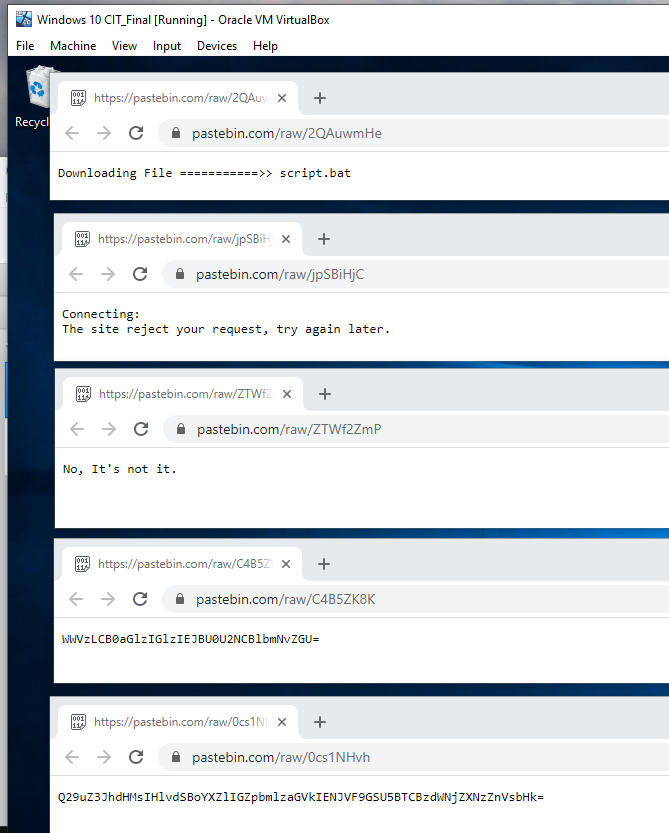 Windows 10 CIT_Final [Running] - Oracle VM VirtualBox
File Machine View Input Devices Help
Recycl
https://pastebin.com/raw/2QAuw
pastebin.com/raw/2QAuwmHe
Downloading File ===========>> script.bat
https://pastebin.com/raw/jpSBiHj
pastebin.com/raw/jpSBiHjC
Connecting:
The site reject your request, try again later.
https://pastebin.com/raw/ZTWf2
pastebin.com/raw/ZTWf2ZmP
No, It's not it.
https://pastebin.com/raw/C4B5Z
pastebin.com/raw/C4B5ZK8K
WWVzLCB0aGlzIGlzIEJBU0U2NCBlbmNvZGU=
https://pastebin.com/raw/0cs1NH
pastebin.com/raw/0cs1NHvh
Q29uZ3JhdHMsIHlvdSBoYXZlIGZpbmlzaGVkIENJVF9GSU5BTCBzdWNjZXNzZnVsbHk=